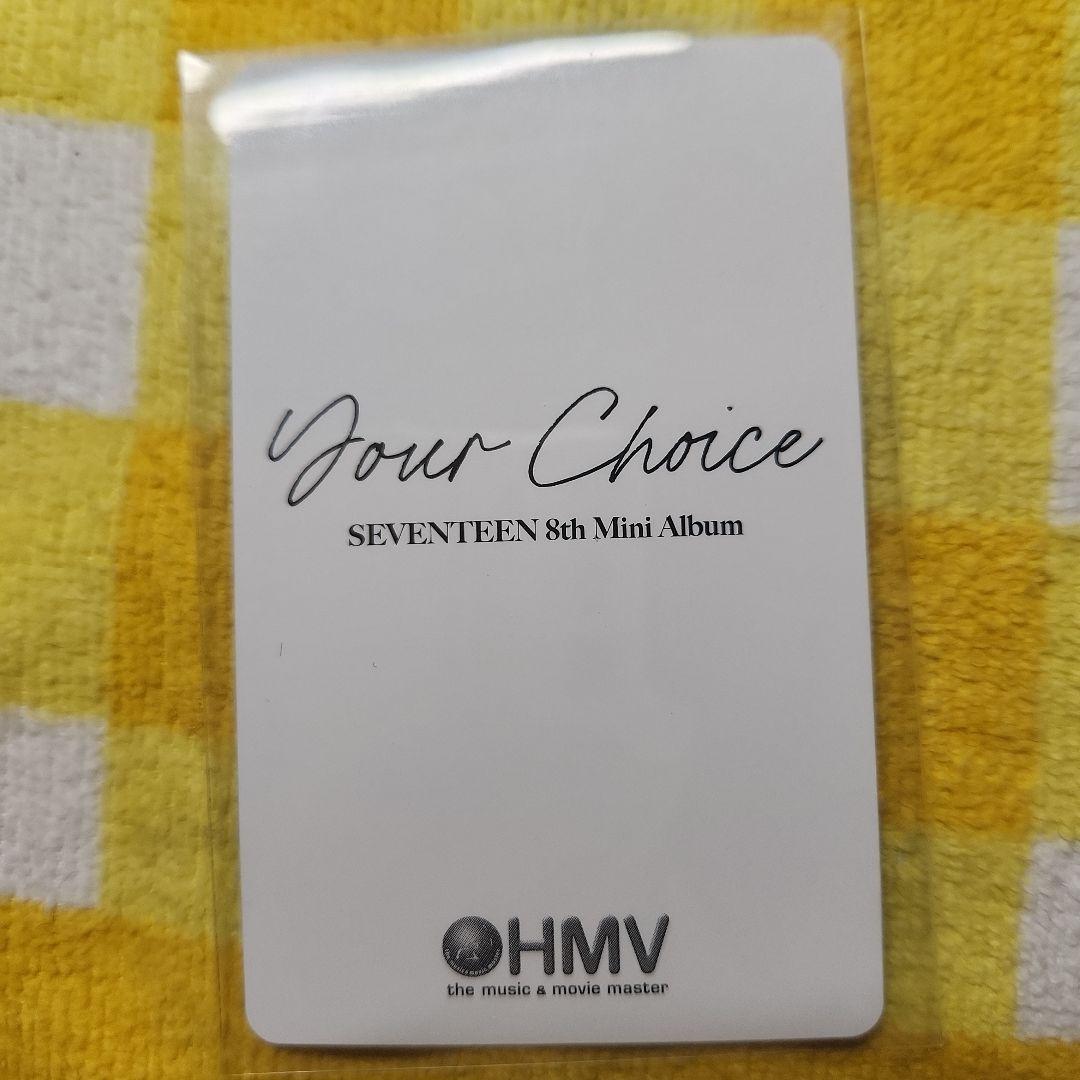 Your Choice
SEVENTEEN 8th Mini Album
HMV
the music & movie master